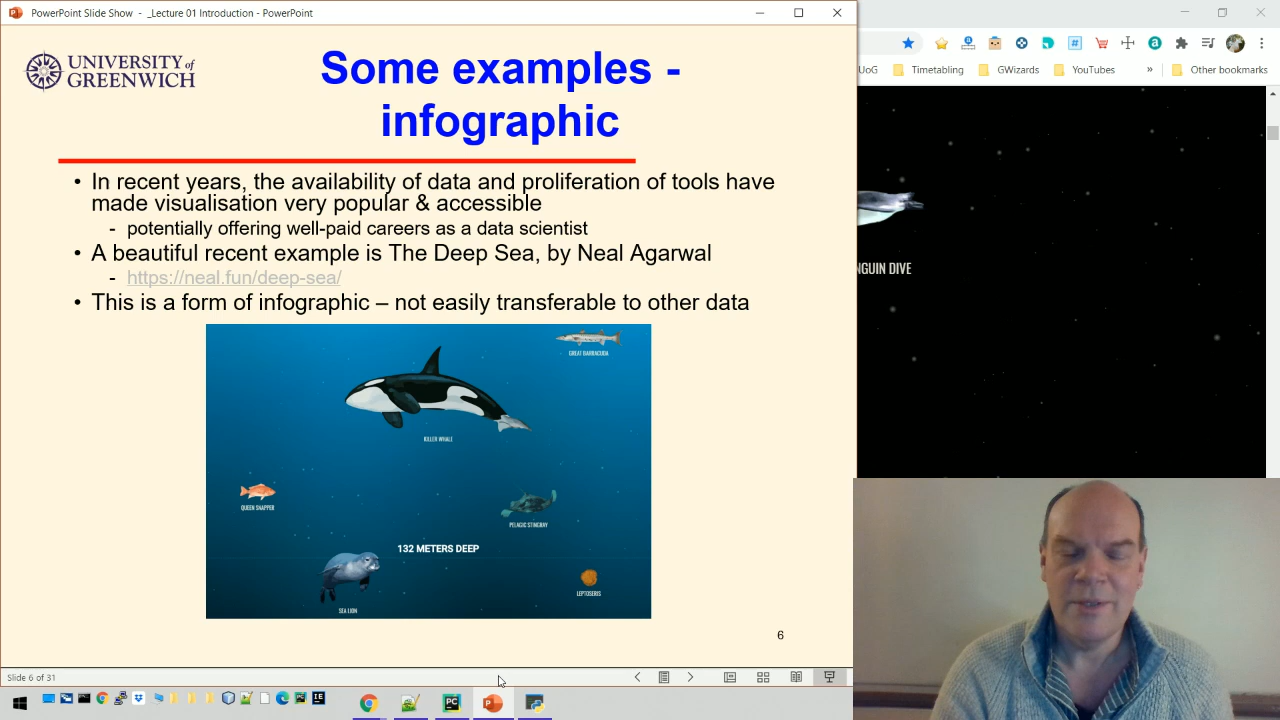 PowerPoint Slide Show - _Lecture 01 Introduction - PowerPoint
UNIVERSITY of
GREENWICH
Some examples -
infographic
• In recent years, the availability of data and proliferation of tools have
made visualisation very popular & accessible
- potentially offering well-paid careers as a data scientist
• A beautiful recent example is The Deep Sea, by Neal Agarwal
- https://neal.fun/deep-sea/
• This is a form of infographic – not easily transferable to other data
GREAT BARRACUDA
KILLER WHALE
QUEEN SNAPPER
PELAGIC STINGRAY
132 METERS DEEP
LEPTOSERIS
SEA LION
6
Slide 6 of 31
UoG
Timetabling
GWizards
YouTubes
»
Other bookmarks
NGUIN DIVE
PC
IE